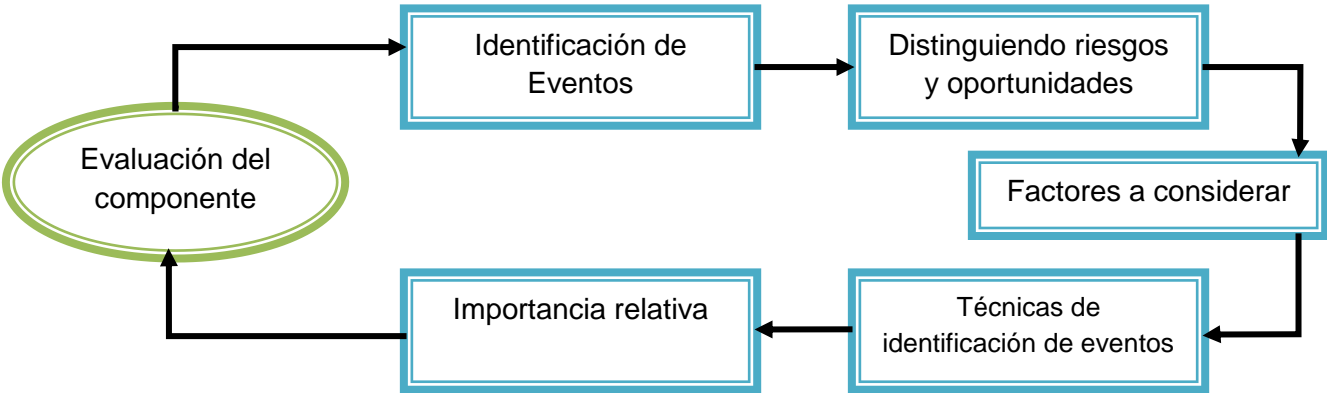 Identificación de
Eventos
Distinguiendo riesgos
y oportunidades
Evaluación del
componente
Factores a considerar
Importancia relativa
Técnicas de
identificación de eventos